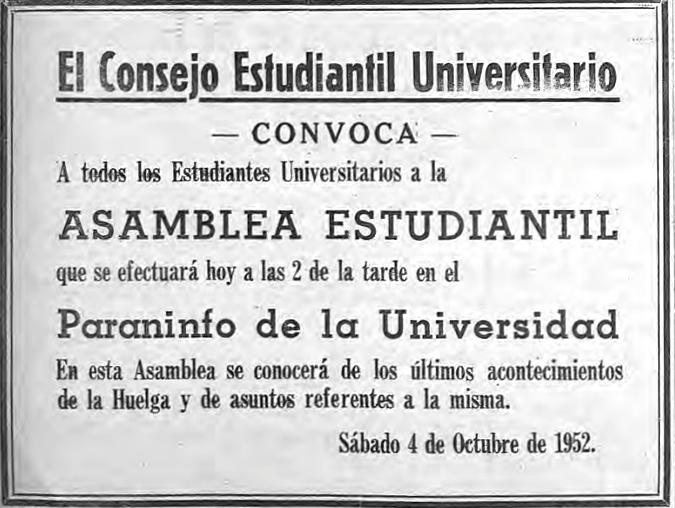 El Consejo Estudiantil Universitario
— CONVOCA —
A todos los Estudiantes Universitarios a la
ASAMBLEA ESTUDIANTIL
que se efectuará hoy a las 2 de la tarde en el
Paraninfo de la Universidad
En esta Asamblea se conocerá de los últimos acontecimientos
de la Huelga y de asuntos referentes a la misma.
Sábado 4 de Octubre de 1952.